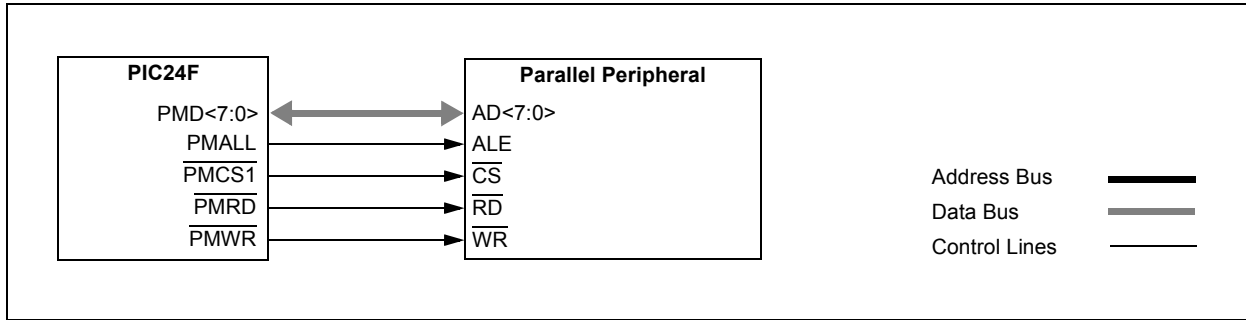 PIC24F
PMD<7:0>
PMALL
PMCS1
PMRD
PMWR
Parallel Peripheral
AD<7:0>
ALE
CS
RD
WR
Address Bus
Data Bus
Control Lines